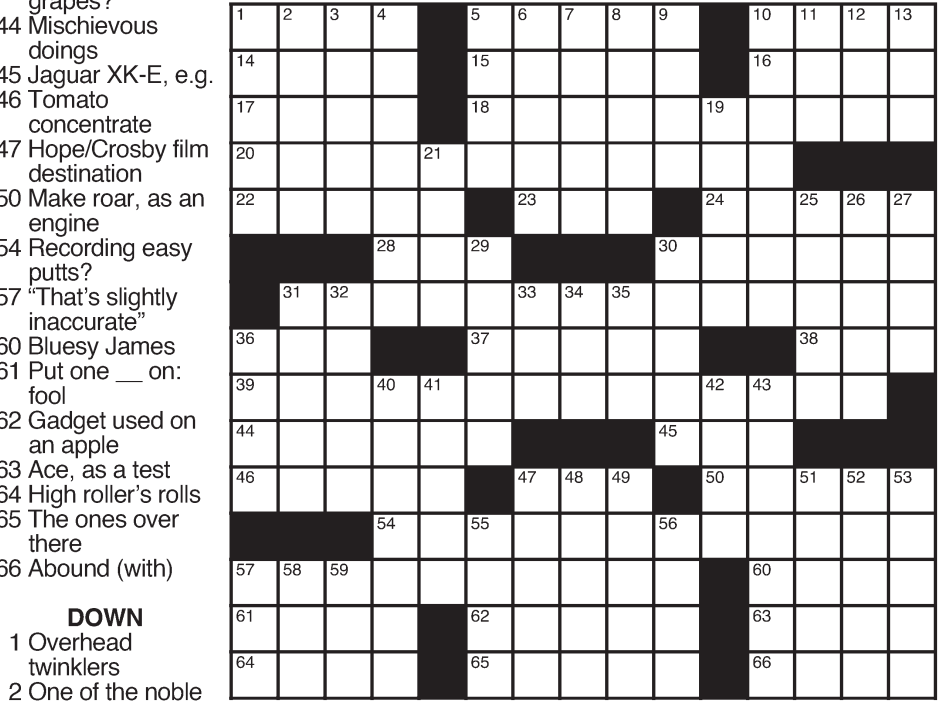 grapes?
44 Mischievous
doings
45 Jaguar XK-E, e.g.
46 Tomato
concentrate
47 Hope/Crosby film
destination
50 Make roar, as an
engine
54 Recording easy
putts?
57 “That’s slightly
inaccurate”
60 Bluesy James
61 Put one __ on:
fool
62 Gadget used on
an apple
63 Ace, as a test
64 High roller’s rolls
65 The ones over
there
66 Abound (with)
DOWN
1 Overhead
twinklers
2 One of the noble
1 2 3 4 5 6 7 8 9 10 11 12 13
14 15 16
17 18 19
20 21
22 23 24 25 26 27
28 29 30
31 32 33 34 35
36 37 38
39 40 41 42 43
44 45
46 47 48 49 50 51 52 53
54 55 56
57 58 59 60
61 62 63
64 65 66